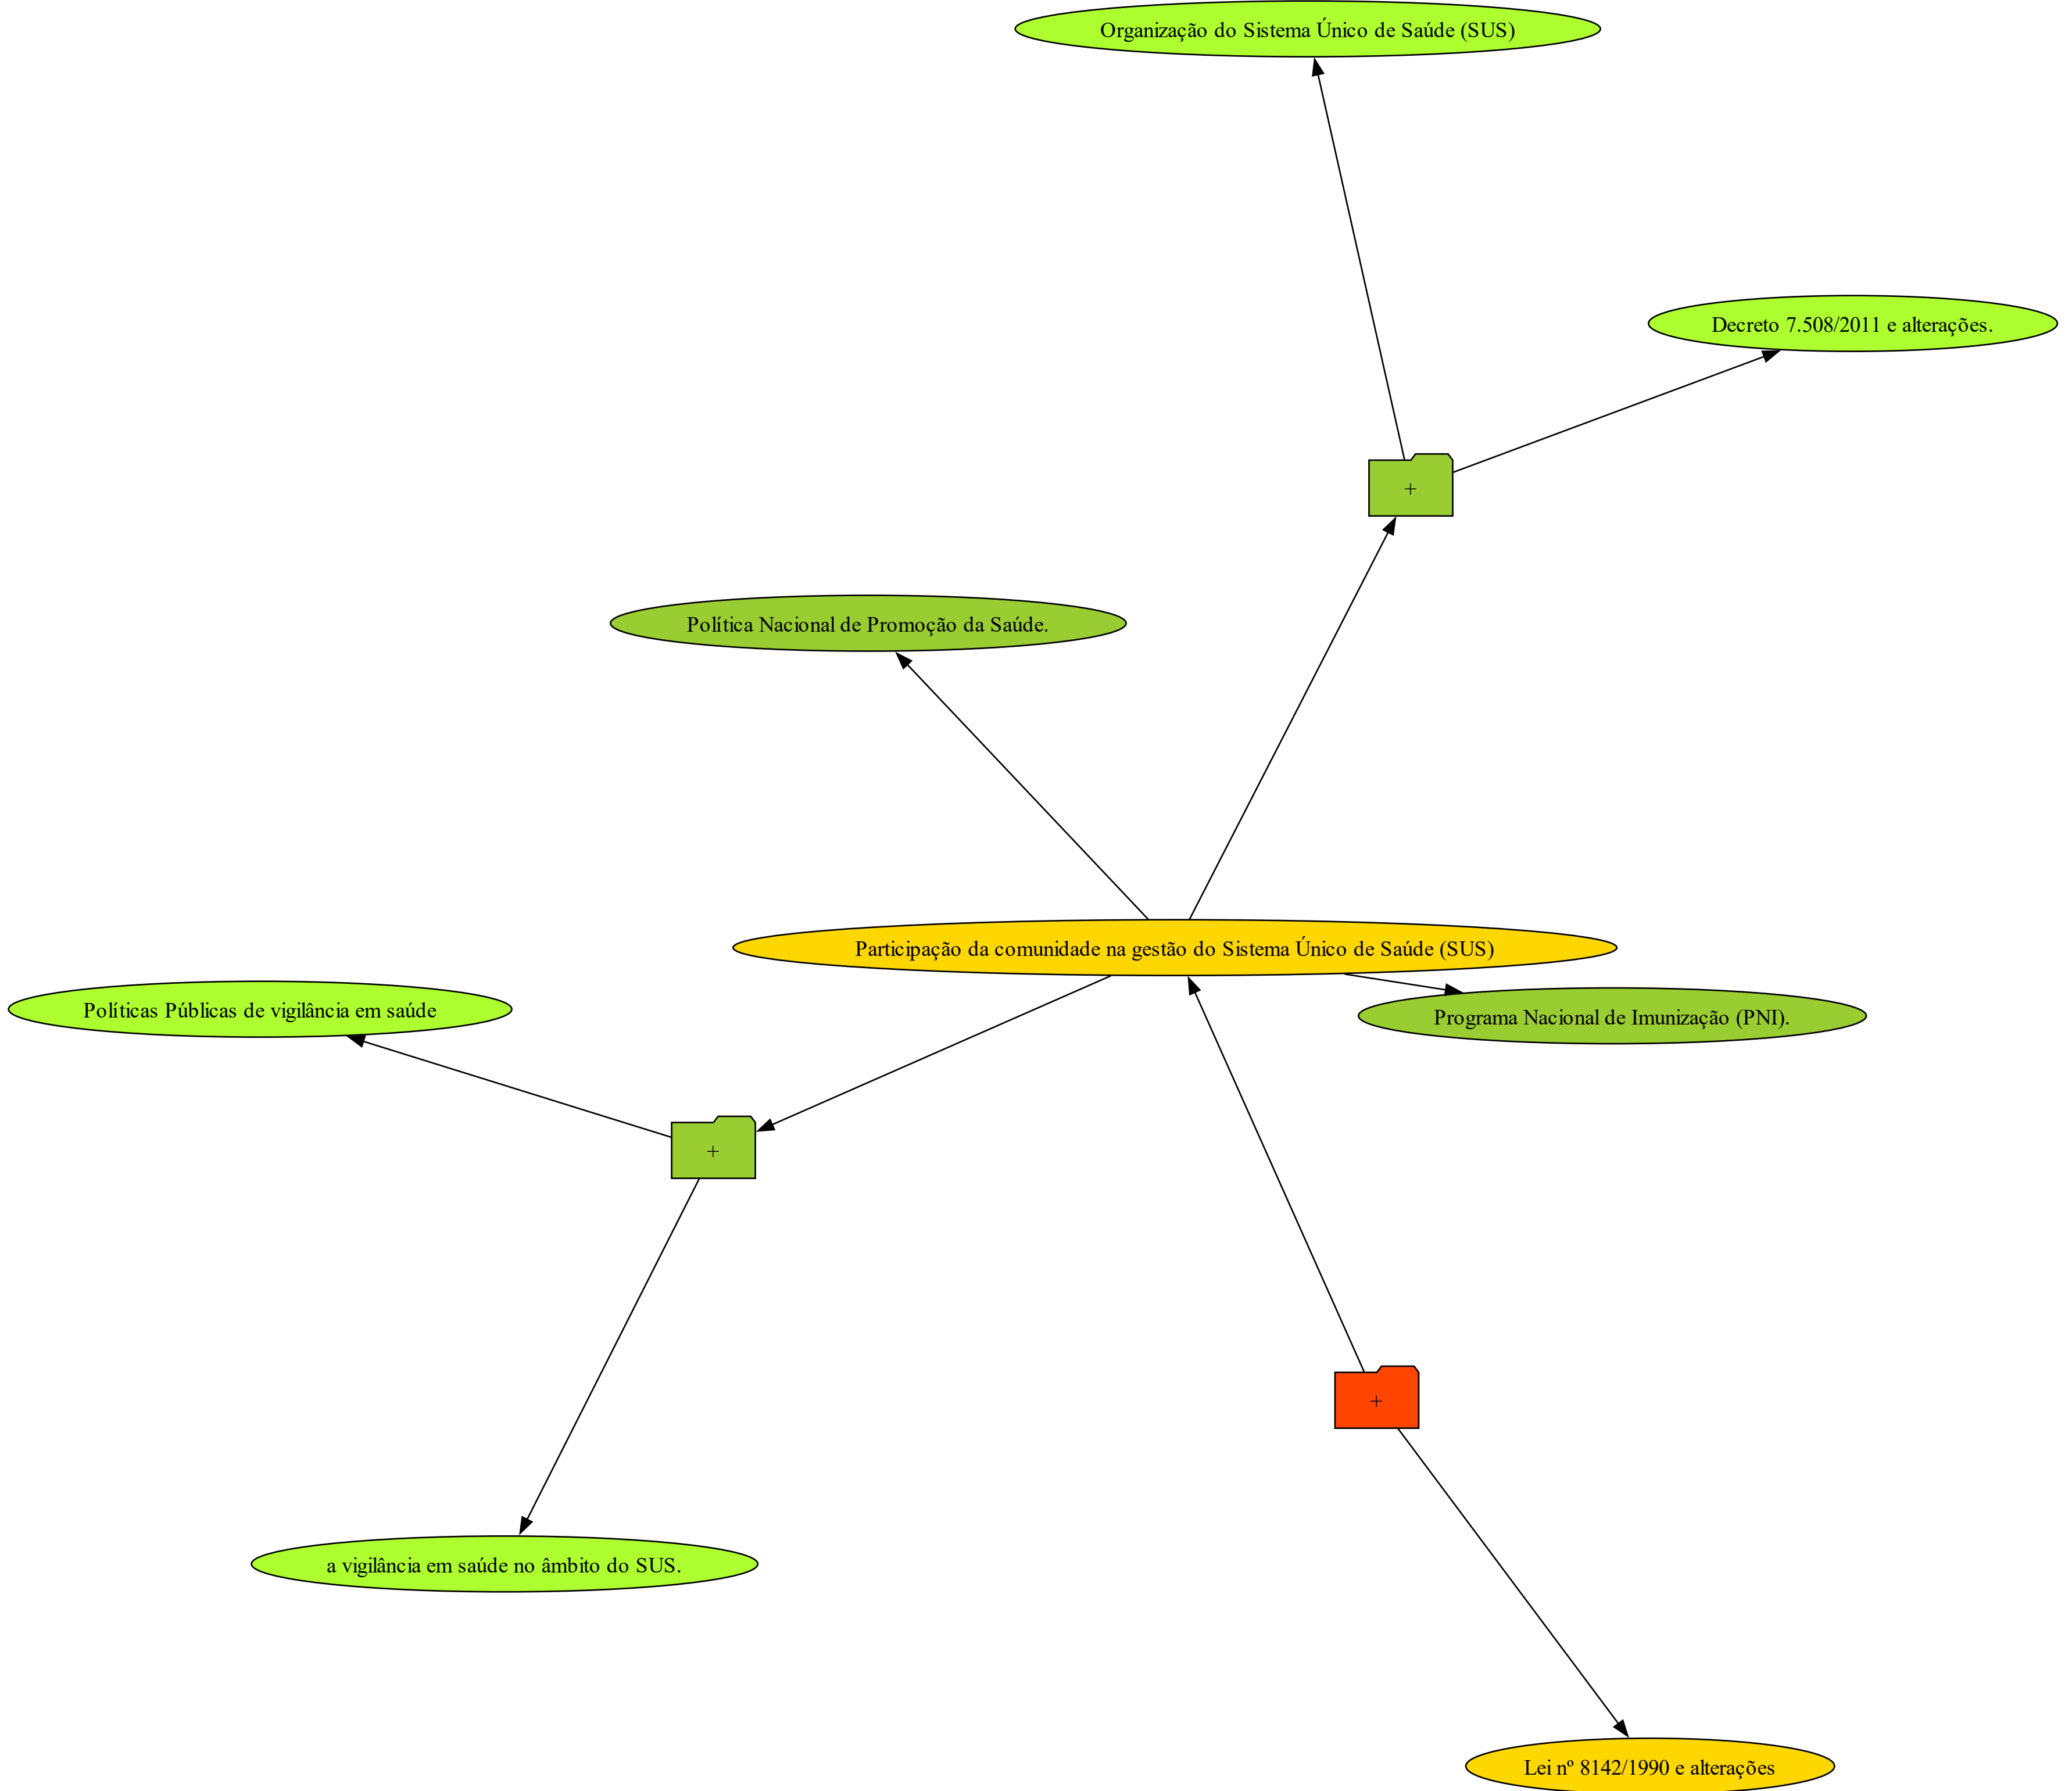 Organização do Sistema Único de Saúde (SUS)
Decreto 7.508/2011 e alterações.
+
Política Nacional de Promoção da Saúde.
Participação da comunidade na gestão do Sistema Único de Saúde (SUS)
Políticas Públicas de vigilância em saúde
Programa Nacional de Imunização (PNI).
+
+
a vigilância em saúde no âmbito do SUS.
Lei nº 8142/1990 e alterações